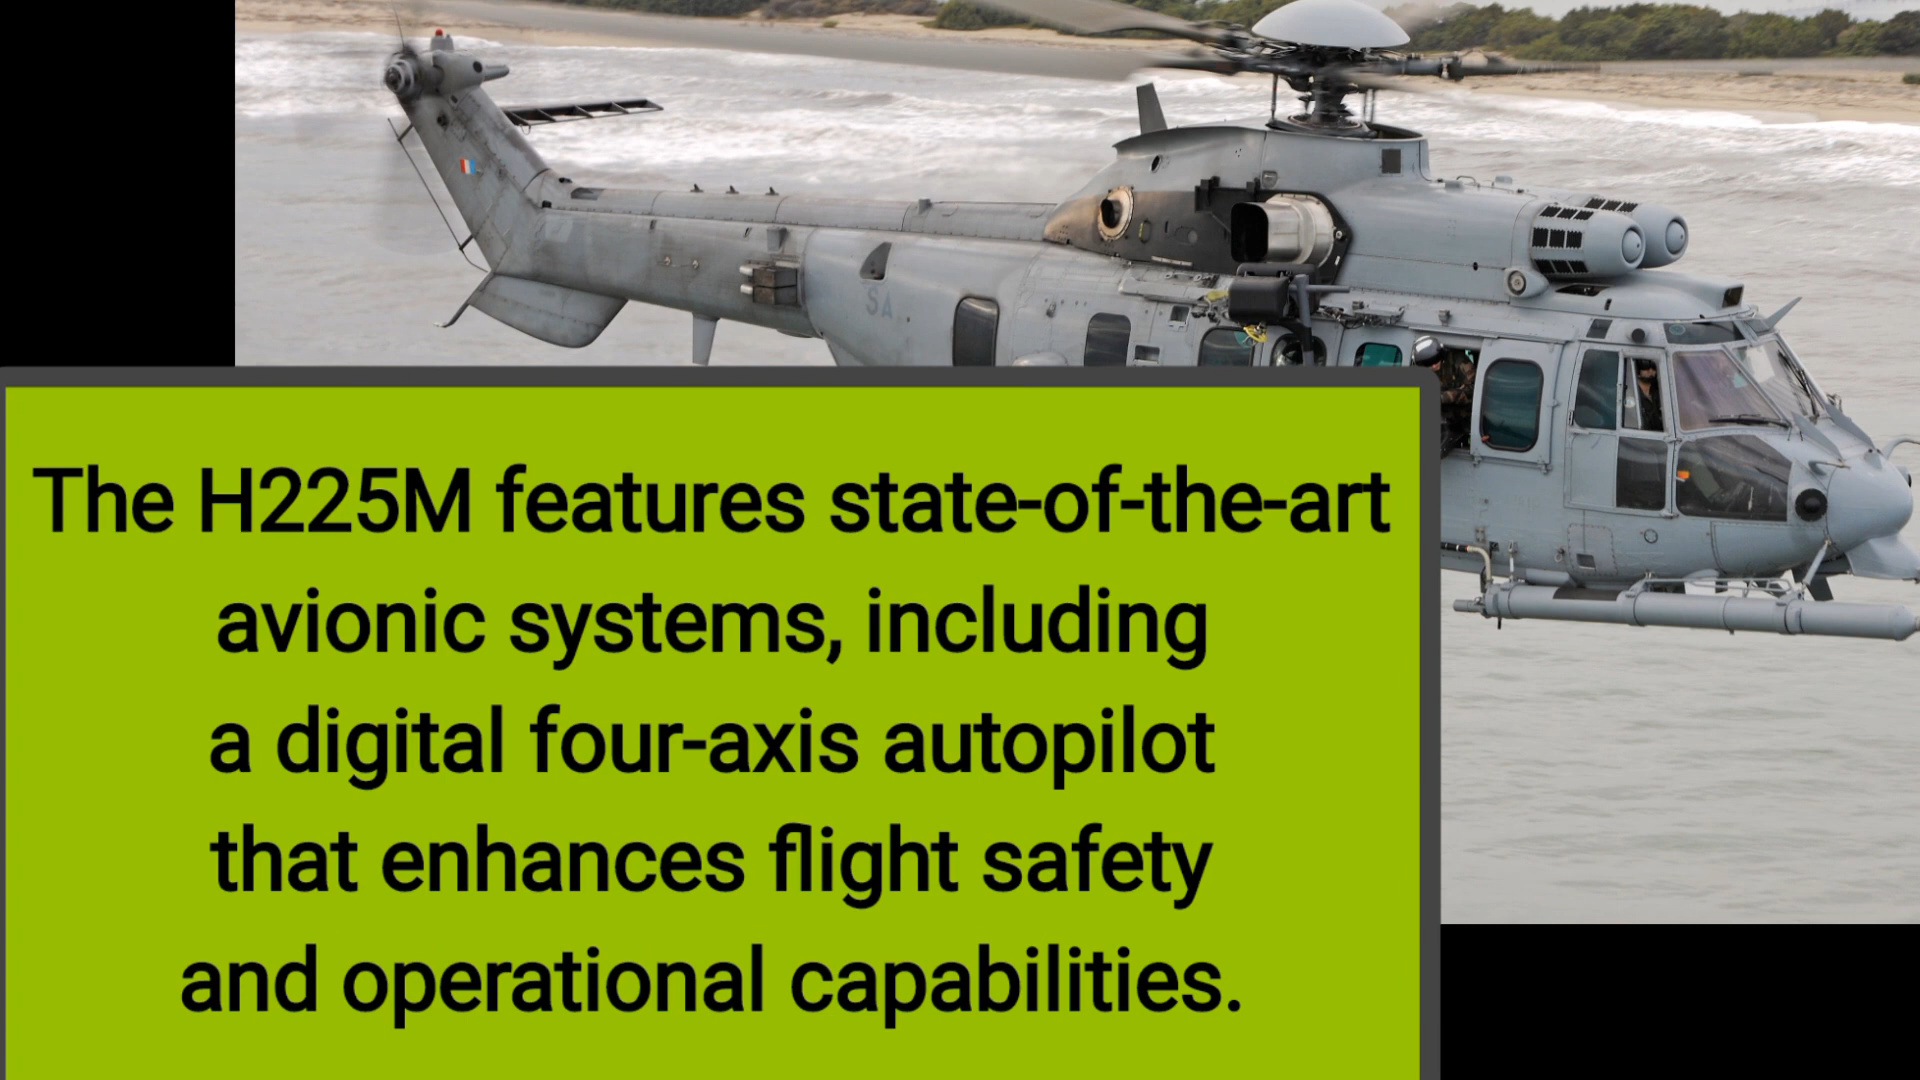 SA
The H225M features state-of-the-art
avionic systems, including
a digital four-axis autopilot
that enhances flight safety
and operational capabilities.